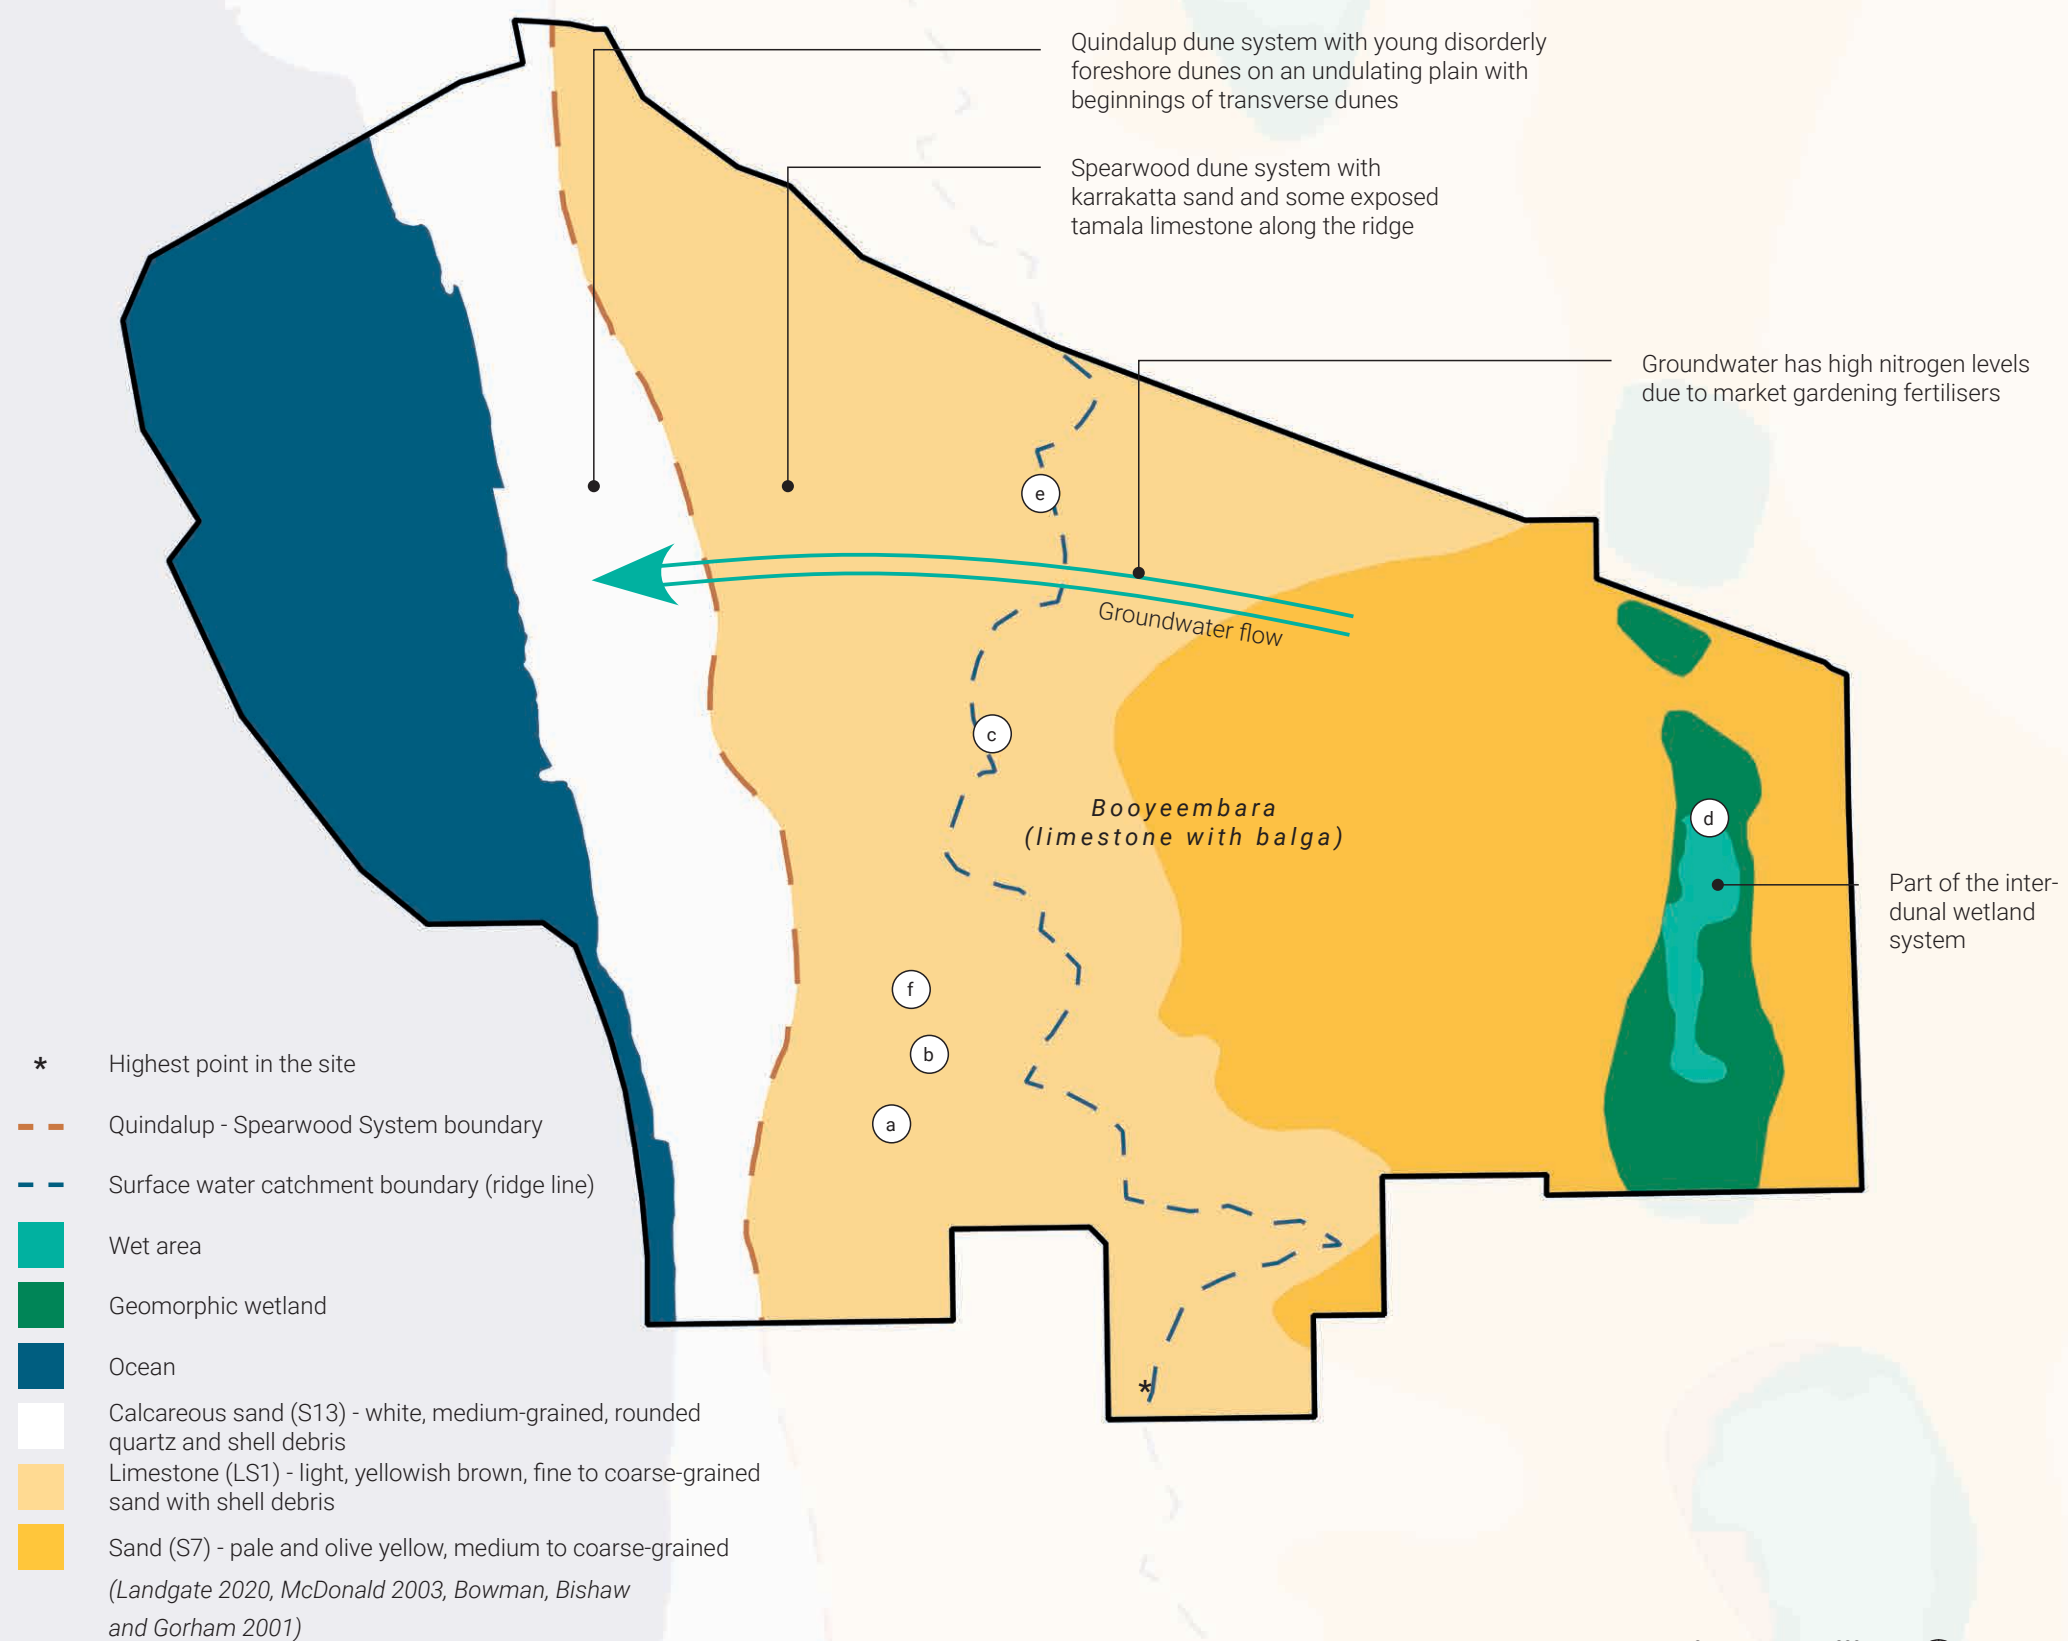 Quindalup dune system with young disorderly
foreshore dunes on an undulating plain with
beginnings of transverse dunes
Spearwood dune system with
karrakatta sand and some exposed
tamala limestone along the ridge
Groundwater has high nitrogen levels
due to market gardening fertilisers
e
Groundwater flow
c
Booyeembara
(limestone with balga)
d
Part of the inter-
dunal wetland
system
f
b
a
*
* Highest point in the site
Quindalup - Spearwood System boundary
Surface water catchment boundary (ridge line)
Wet area
Geomorphic wetland
Ocean
Calcareous sand (S13) - white, medium-grained, rounded
quartz and shell debris
Limestone (LS1) - light, yellowish brown, fine to coarse-grained
sand with shell debris
Sand (S7) - pale and olive yellow, medium to coarse-grained
(Landgate 2020, McDonald 2003, Bowman, Bishaw
and Gorham 2001)